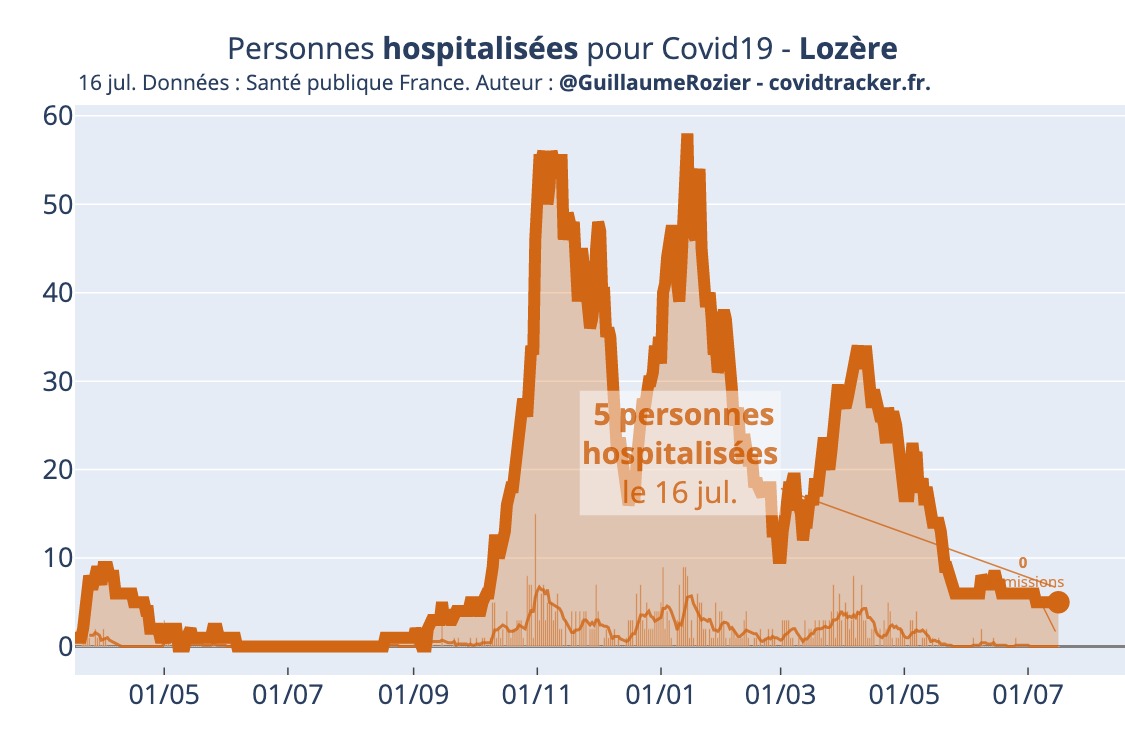 Personnes hospitalisées pour Covid19 - Lozère
16 jul. Données : Santé publique France. Auteur : @GuillaumeRozier - covidtracker.fr.
60
50
40
30
20
10
0
5 personnes
hospitalisées
le 16 jul.
0
01/05 01/07 01/09 01/11 01/01 01/03 01/05 01/07